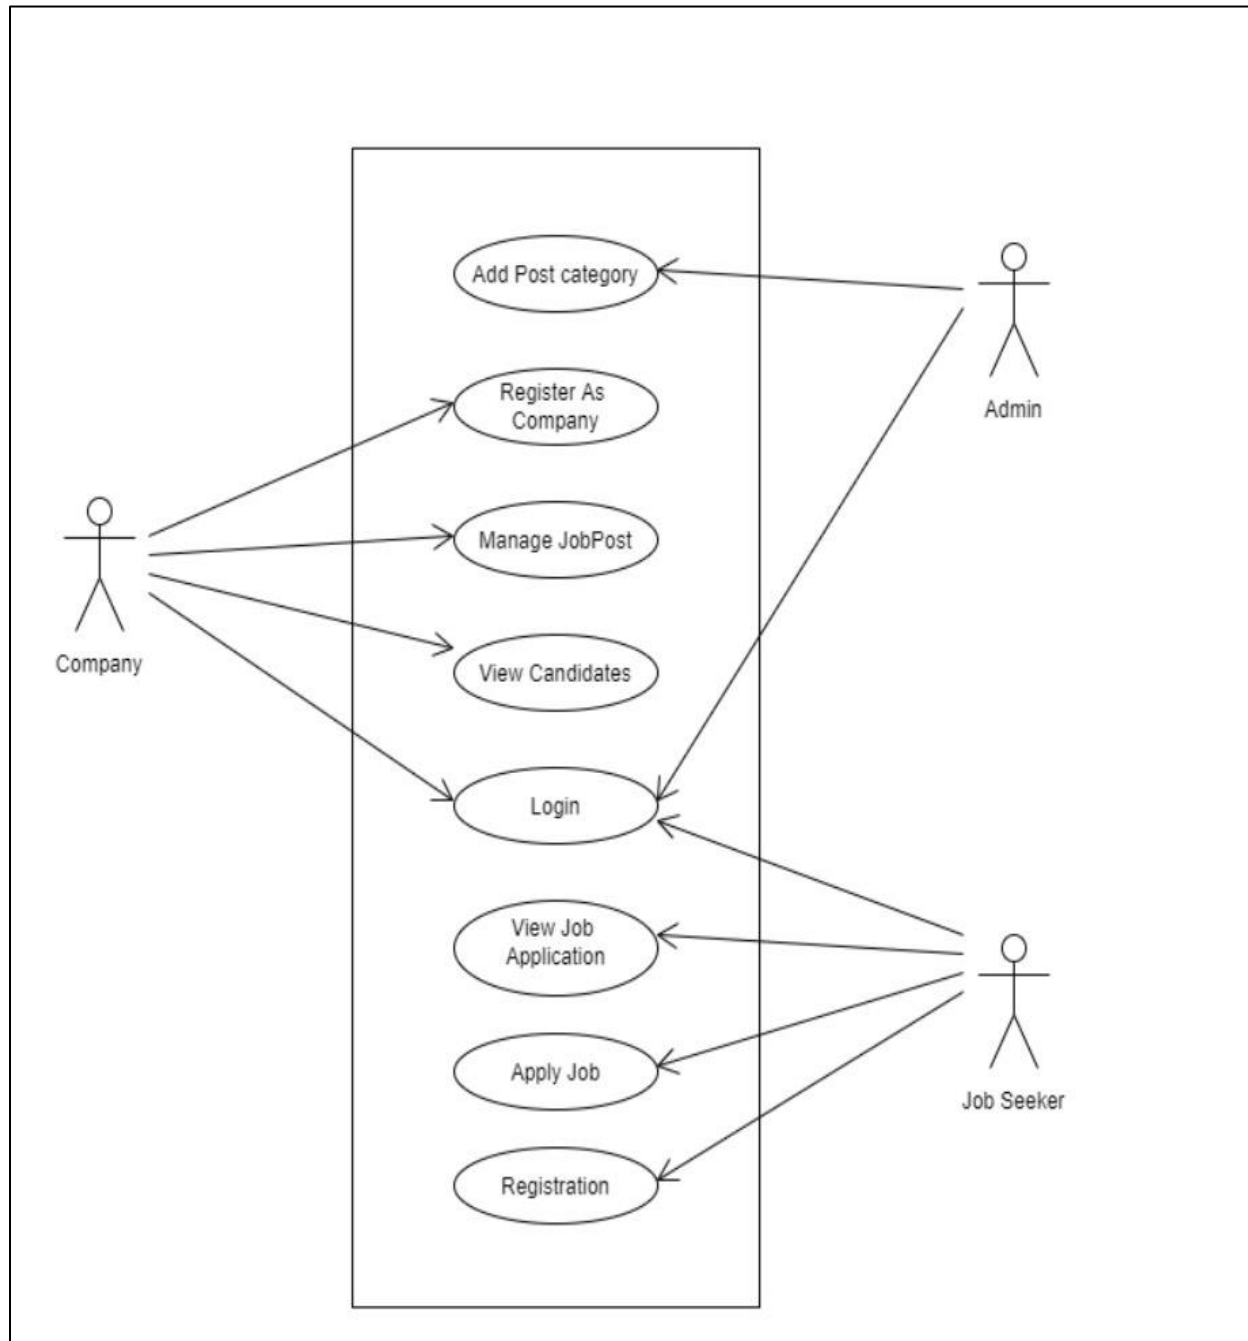 Add Post category
Register As
Company
Admin
Manage JobPost
Company
View Candidates
Login
View Job
Application
Apply Job
Job Seeker
Registration